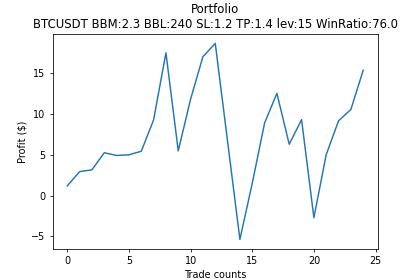 Portfolio
BTCUSDT BBM:2.3 BBL:240 SL:1.2 TP:1.4 lev:15 WinRatio:76.0
Profit ($)
15
10
5
0
−5
0 5 10 15 20 25
Trade counts